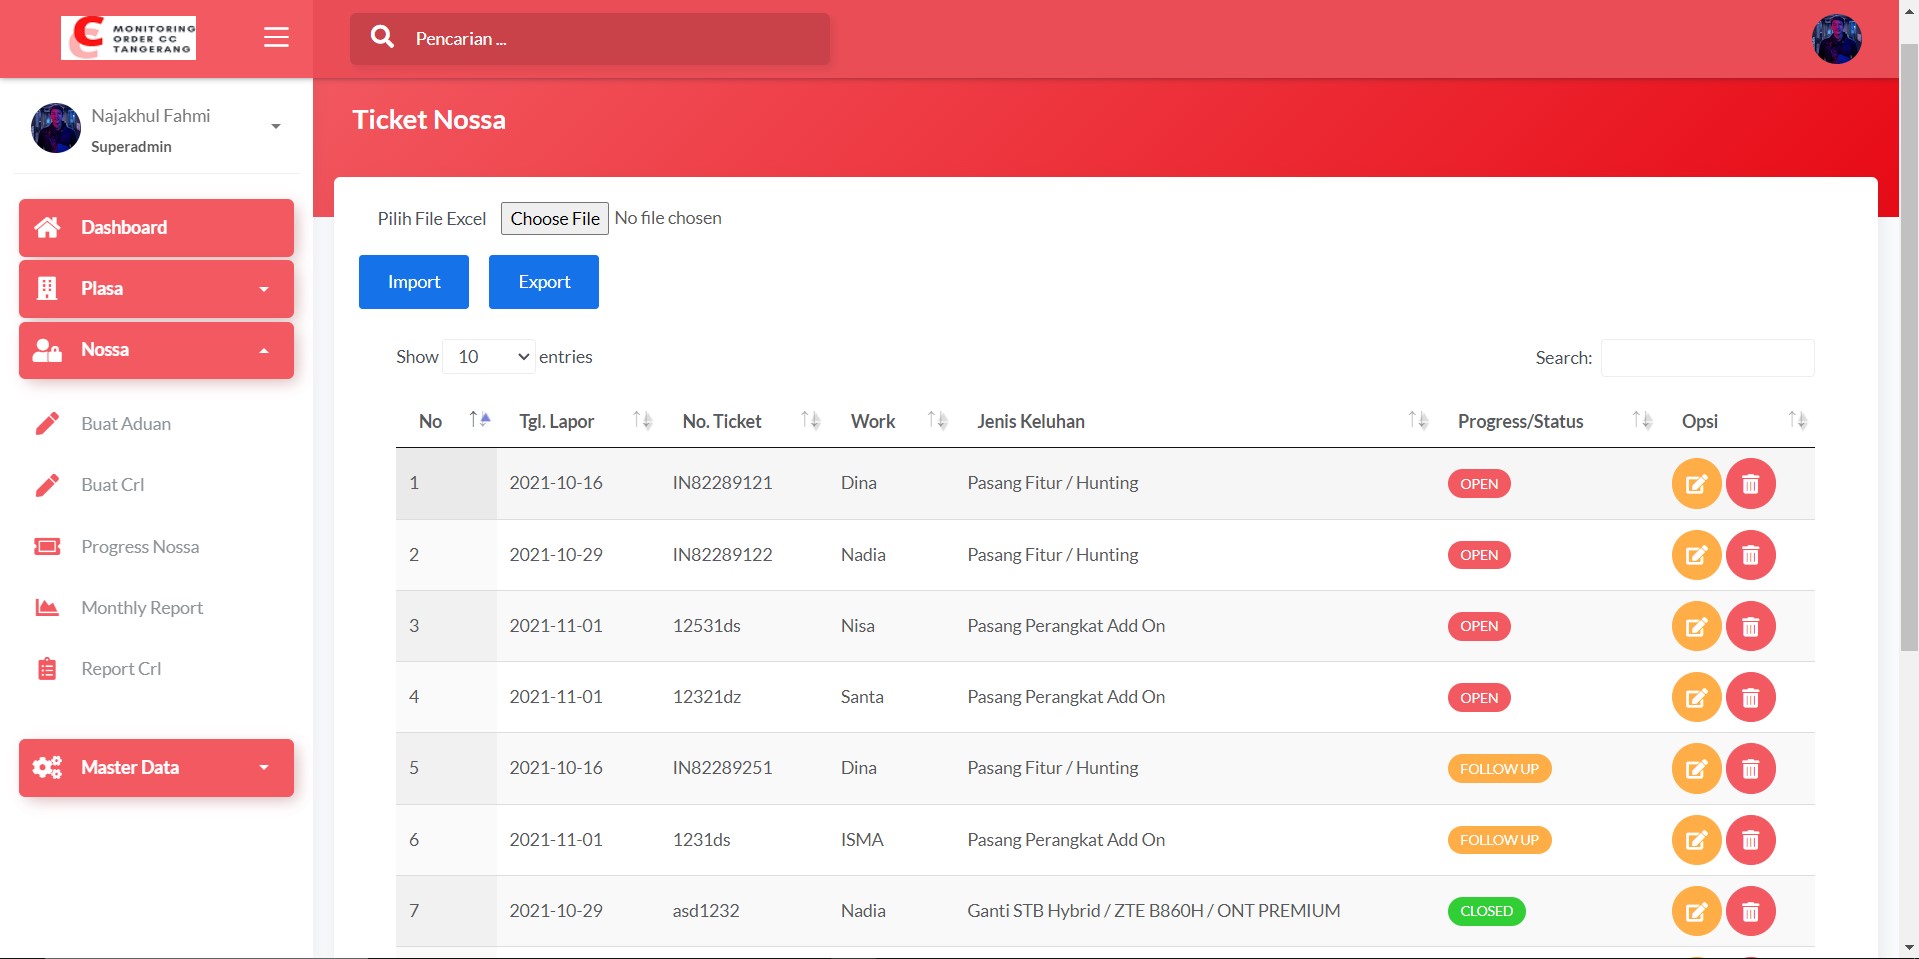 MONITORING
ORDER CC
TANGERANG
Pencarian ...
Najakhul Fahmi
Superadmin
Dashboard
Plasa
Nossa
Buat Aduan
Buat Crl
Progress Nossa
Monthly Report
Report Crl
Master Data
Ticket Nossa
Pilih File Excel Choose File No file chosen
Import Export
Show 10 entries Search:
No Tgl. Lapor No. Ticket Work Jenis Keluhan Progress/Status Opsi
1 2021-10-16 IN82289121 Dina Pasang Fitur / Hunting OPEN
2 2021-10-29 IN82289122 Nadia Pasang Fitur / Hunting OPEN
3 2021-11-01 12531ds Nisa Pasang Perangkat Add On OPEN
4 2021-11-01 12321dz Santa Pasang Perangkat Add On OPEN
5 2021-10-16 IN82289251 Dina Pasang Fitur / Hunting FOLLOW UP
6 2021-11-01 1231ds ISMA Pasang Perangkat Add On FOLLOW UP
7 2021-10-29 asd1232 Nadia Ganti STB Hybrid / ZTE B860H / ONT PREMIUM CLOSED